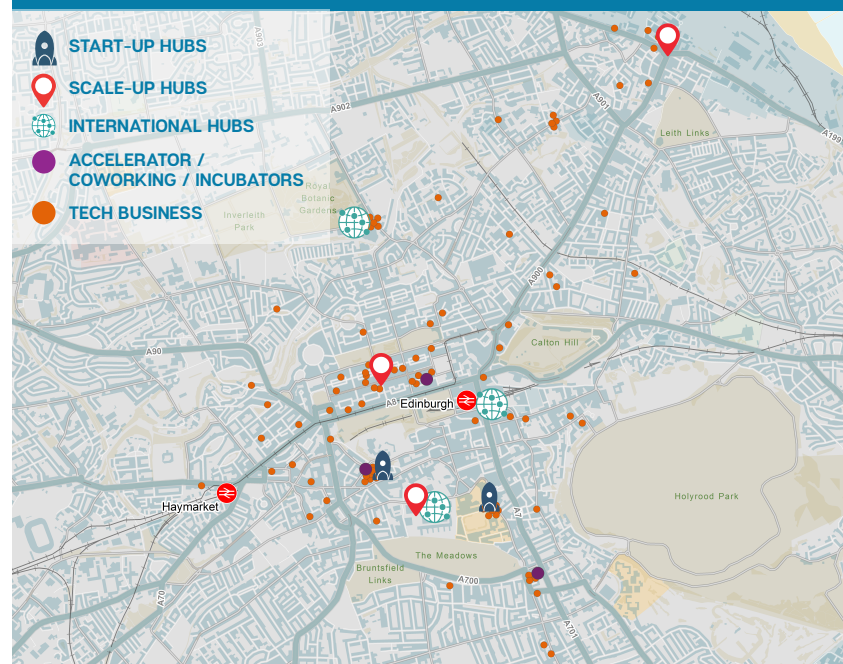 START-UP HUBS
SCALE-UP HUBS
INTERNATIONAL HUBS
ACCELERATOR /
COWORKING / INCUBATORS
TECH BUSINESS
A903
A902
A901
A199
Leith Links
Royal
Botanic
Gardens
Inverleith
Park
A900
A90
Calton Hill
A8
Edinburgh
Haymarket
Holyrood Park
A7
The Meadows
Bruntsfield
Links
A700
A70
A701